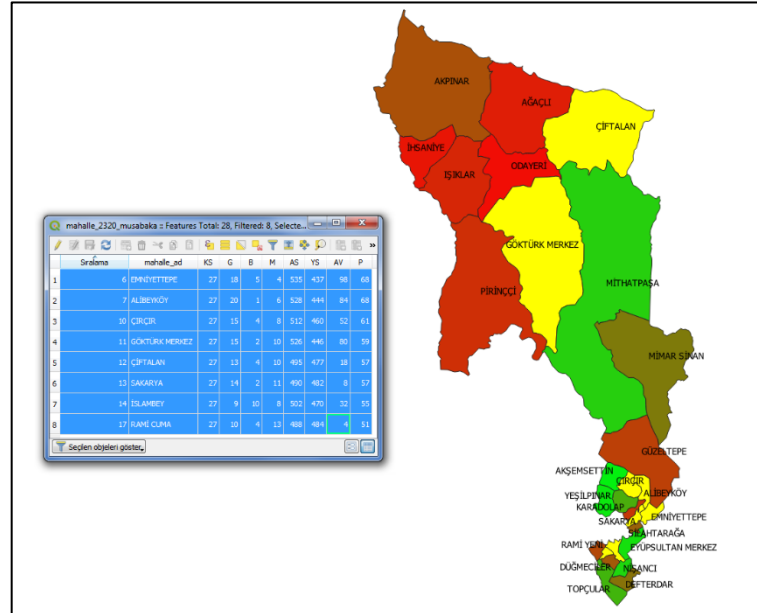 mahalle_2320_musabaka :: Features Total: 28, Filtered: 8, Selecte...
Sıralama mahalle_ad KS G B M AS YS AV P
1 6 EMNİYETTEPE 27 18 5 4 535 437 98 68
2 7 ALİBEYKÖY 27 20 1 6 528 444 84 68
3 10 ÇIRÇIR 27 15 4 8 512 460 52 61
4 11 GÖKTÜRK MERKEZ 27 15 2 10 526 446 80 59
5 12 ÇİFTALAN 27 13 4 10 495 477 18 57
6 13 SAKARYA 27 14 2 11 490 482 8 57
7 14 İSLAMBEY 27 9 10 8 502 470 32 55
8 17 RAMİ CUMA 27 10 4 13 488 484 4 51
Seçilen objeleri göster
AKPINAR
AĞAÇLI
ÇİFTALAN
İHSANİYE
ODAYERİ
IŞIKLAR
GÖKTÜRK MERKEZ
PİRİNÇÇİ
MİTHATPAŞA
MİMAR SİNAN
GÜZELTEPE
AKŞEMSETTİN
ÇIRÇIR
YEŞİLPINAR
ALİBEYKÖY
KARADOLAP
EMNİYETTEPE
SAKARYA
SİLAHTARAĞA
RAMİ YENİ
EYÜPSULTAN MERKEZ
DÜĞMECİLER
NİŞANCI
DEFTERDAR
TOPÇULAR